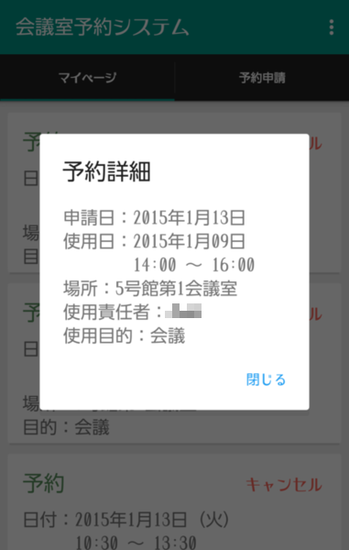 会議室予約システム
マイページ
予約申請
予約詳細
申請日：2015年1月13日
使用日：2015年1月09日
14:00 ～ 16:00
場所：5号館第1会議室
使用責任者：
使用目的：会議
閉じる
目的：会議
予約
キャンセル
日付：2015年1月13日（火）
10:30 ～ 13:30